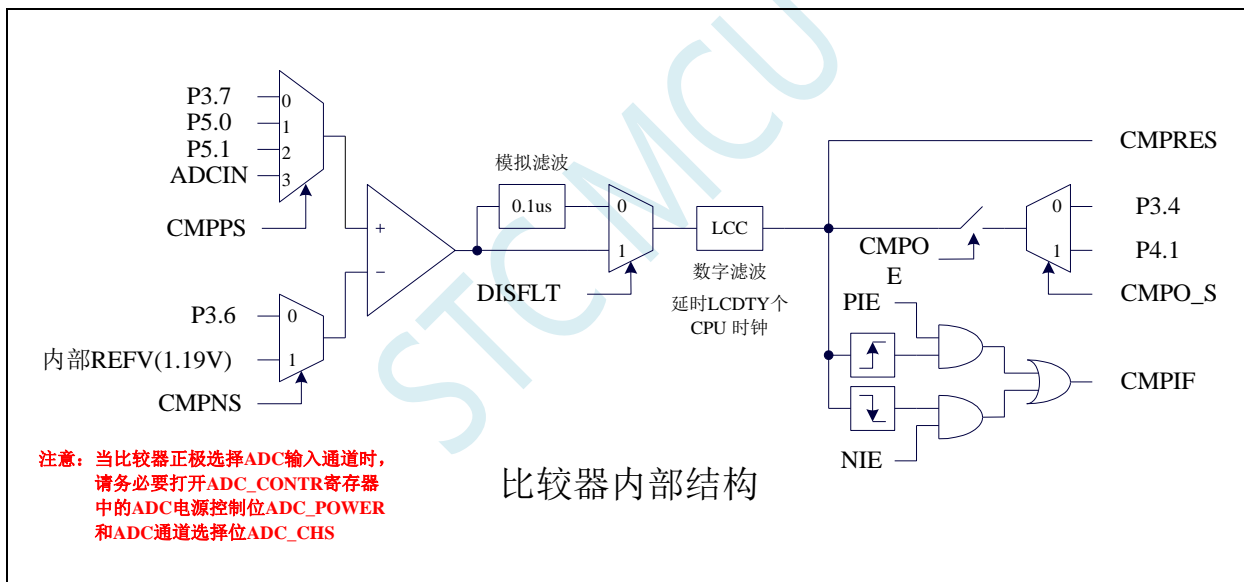 STC MCU
P3.7
P5.0
P5.1
ADCIN
0
1
2
3
CMPPS
+
−
P3.6
内部REFV(1.19V)
0
1
CMPNS
模拟滤波
0.1us
0
1
DISFLT
LCC
数字滤波
延时LCDTY个
CPU 时钟
CMPRES
CMPO
E
0
1
P3.4
P4.1
CMPO_S
PIE
NIE
CMPIF
注意：当比较器正极选择ADC输入通道时，
请务必要打开ADC_CONTR寄存器
中的ADC电源控制位ADC_POWER
和ADC通道选择位ADC_CHS
比较器内部结构